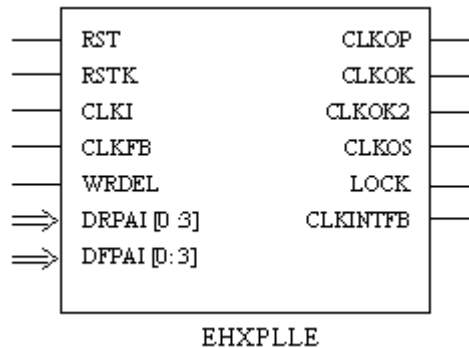 RST
RSTK
CLKI
CLKFB
WRDEL
DRPAI [0:3]
DFPAI [0:3]
CLKOP
CLKOK
CLKOK2
CLKOS
LOCK
CLKINTFB
EHXPLLE